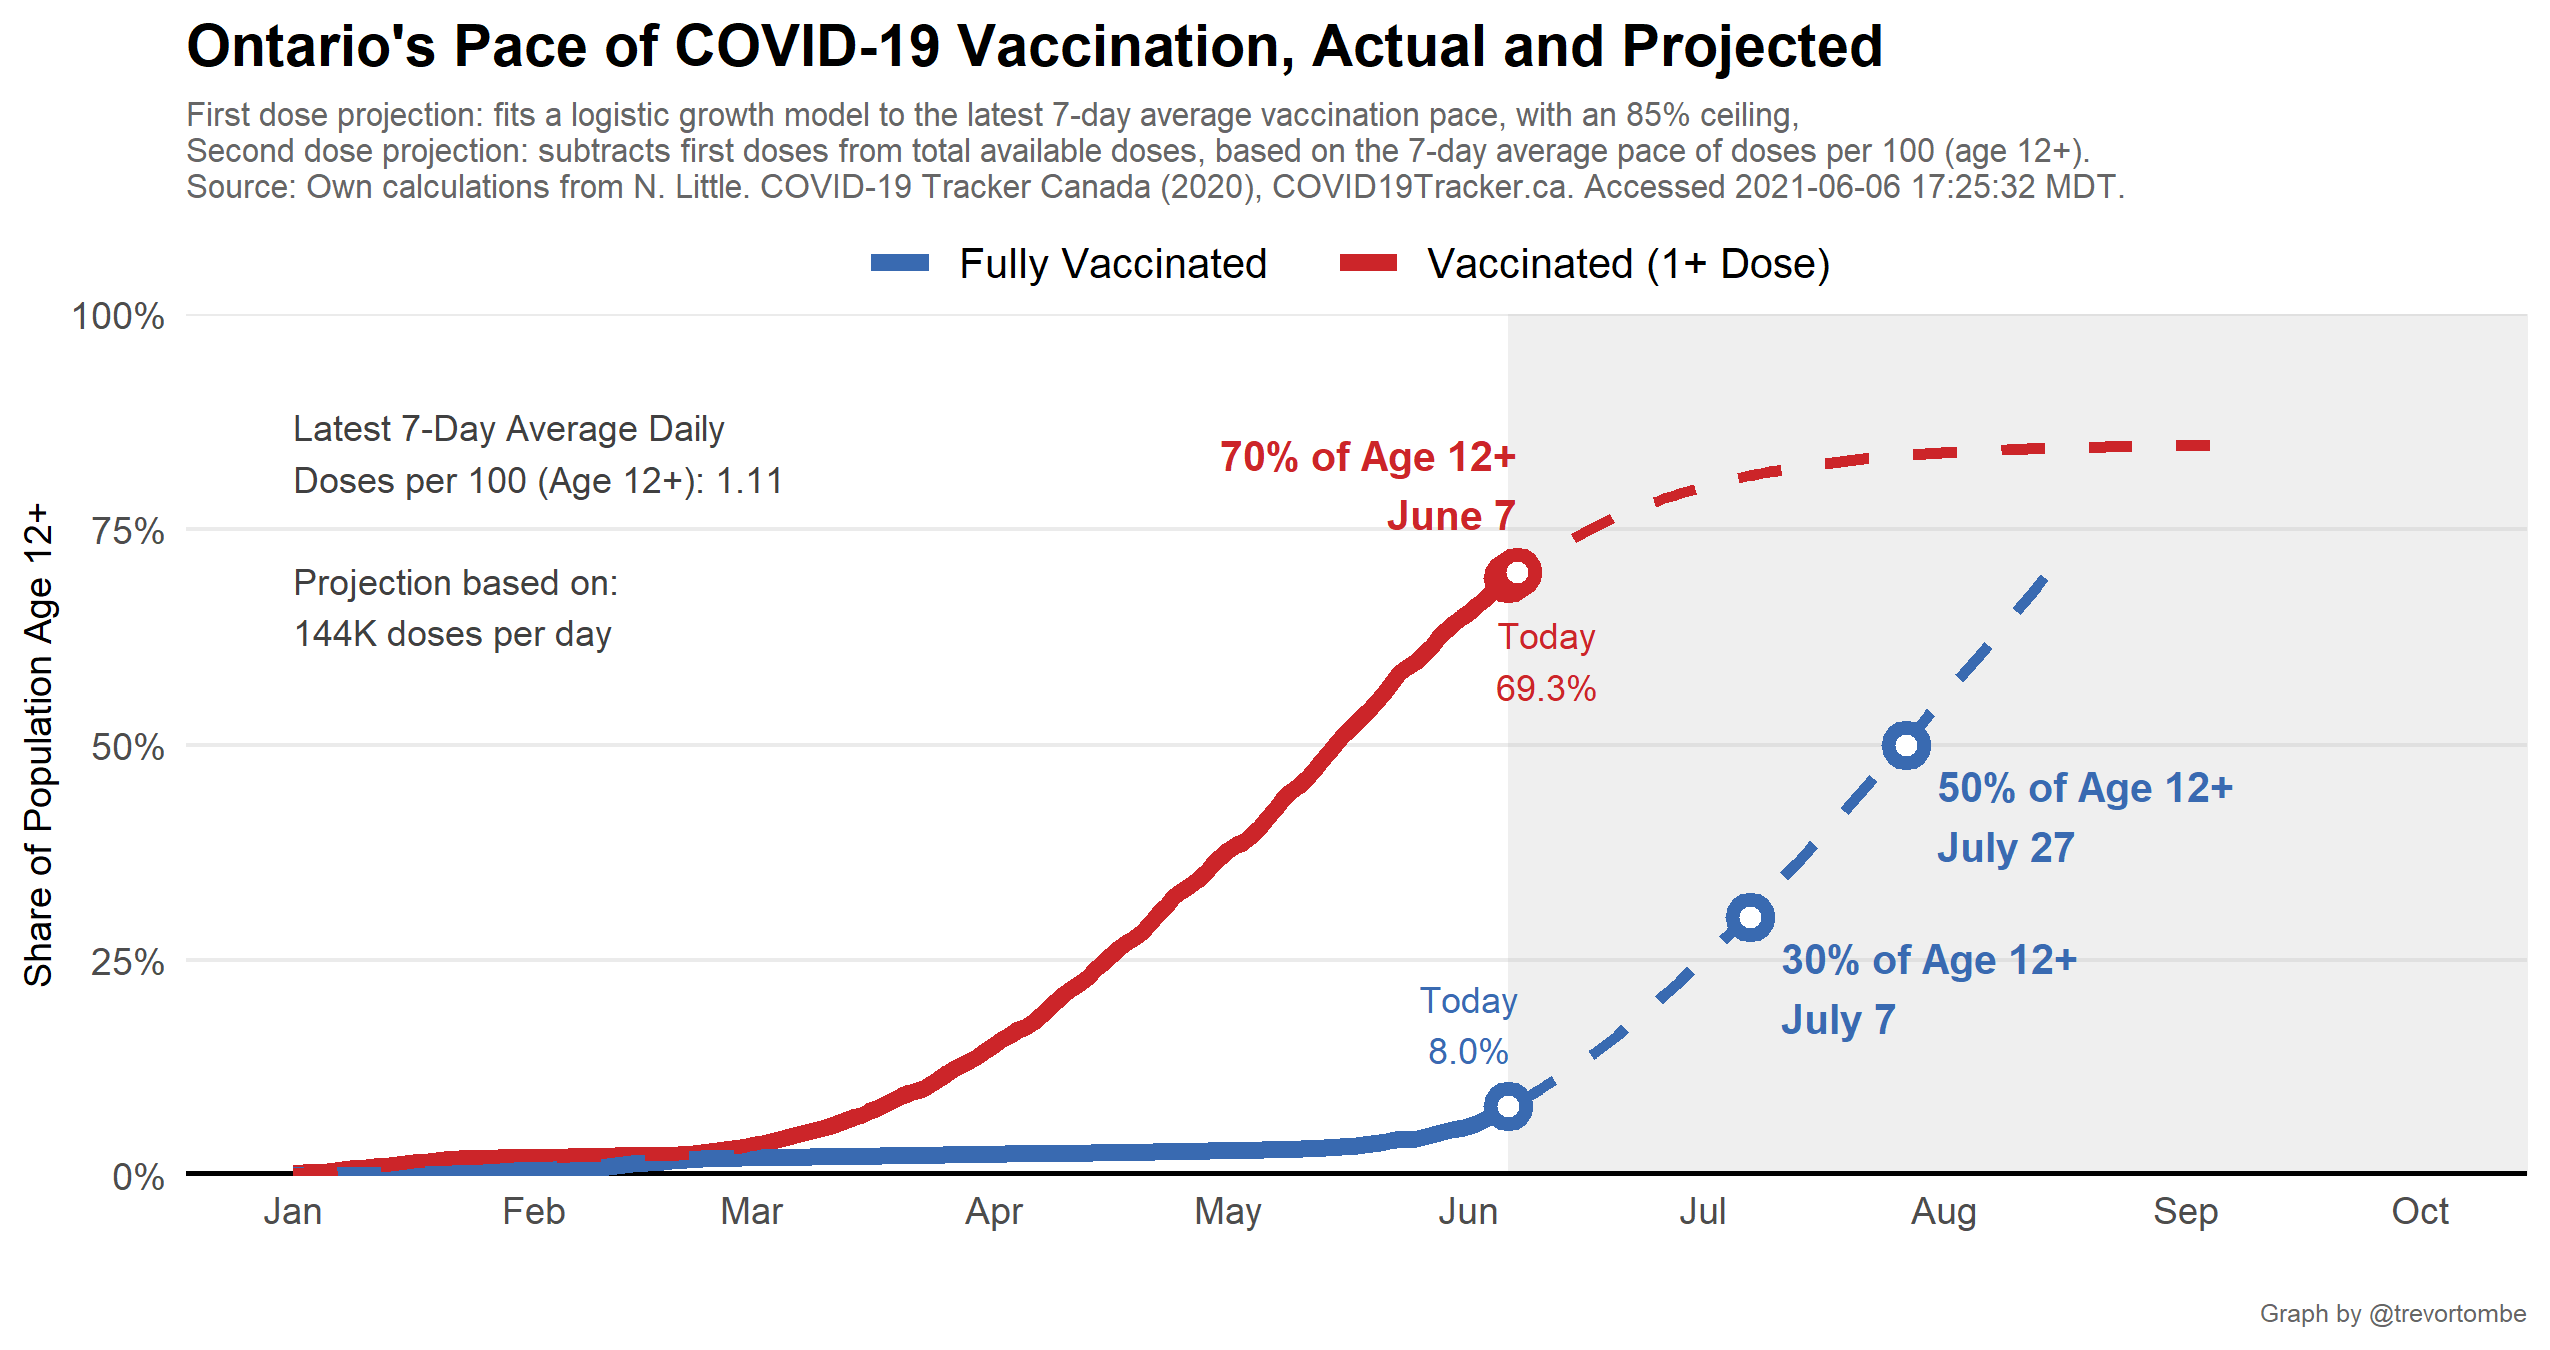 Ontario's Pace of COVID-19 Vaccination, Actual and Projected
First dose projection: fits a logistic growth model to the latest 7-day average vaccination pace, with an 85% ceiling,
Second dose projection: subtracts first doses from total available doses, based on the 7-day average pace of doses per 100 (age 12+).
Source: Own calculations from N. Little. COVID-19 Tracker Canada (2020), COVID19Tracker.ca. Accessed 2021-06-06 17:25:32 MDT.
Fully Vaccinated
Vaccinated (1+ Dose)
Share of Population Age 12+
100%
75%
50%
25%
0%
Latest 7-Day Average Daily
Doses per 100 (Age 12+): 1.11
Projection based on:
144K doses per day
70% of Age 12+
June 7
Today
69.3%
50% of Age 12+
July 27
30% of Age 12+
July 7
Today
8.0%
Jan
Feb
Mar
Apr
May
Jun
Jul
Aug
Sep
Oct
Graph by @trevortombe